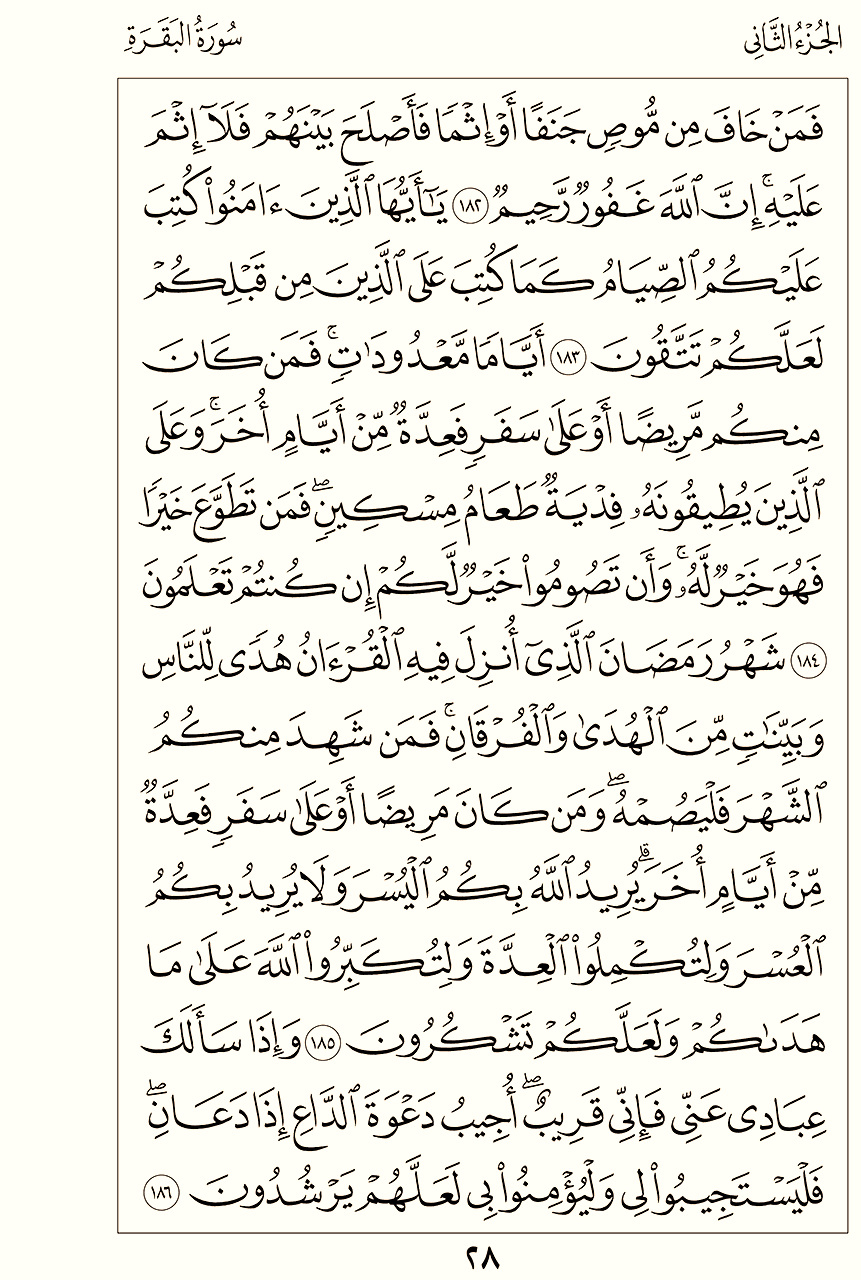 الجُزْءُ الثَّانِي
سُورَةُ البَقَرَةِ
فَمَنْ خَافَ مِن مُّوصٍ جَنَفًا أَوْ إِثْمًا فَأَصْلَحَ بَيْنَهُمْ فَلَآ إِثْمَ
عَلَيْهِ ۚ إِنَّ ٱللَّهَ غَفُورٌ رَّحِيمٌ ١٨٢ يَـٰٓأَيُّهَا ٱلَّذِينَ ءَامَنُوا۟ كُتِبَ
عَلَيْكُمُ ٱلصِّيَامُ كَمَا كُتِبَ عَلَى ٱلَّذِينَ مِن قَبْلِكُمْ
لَعَلَّكُمْ تَتَّقُونَ ١٨٣ أَيَّامًا مَّعْدُودَٰتٍ ۚ فَمَن كَانَ
مِنكُم مَّرِيضًا أَوْ عَلَىٰ سَفَرٍ فَعِدَّةٌ مِّنْ أَيَّامٍ أُخَرَ ۚ وَعَلَى
ٱلَّذِينَ يُطِيقُونَهُۥ فِدْيَةٌ طَعَامُ مِسْكِينٍ ۖ فَمَن تَطَوَّعَ خَيْرًا
فَهُوَ خَيْرٌ لَّهُۥ ۚ وَأَن تَصُومُوا۟ خَيْرٌ لَّكُمْ إِن كُنتُمْ تَعْلَمُونَ
١٨٤ شَهْرُ رَمَضَانَ ٱلَّذِىٓ أُنزِلَ فِيهِ ٱلْقُرْءَانُ هُدًى لِّلنَّاسِ
وَبَيِّنَـٰتٍ مِّنَ ٱلْهُدَىٰ وَٱلْفُرْقَانِ ۚ فَمَن شَهِدَ مِنكُمُ
ٱلشَّهْرَ فَلْيَصُمْهُ ۖ وَمَن كَانَ مَرِيضًا أَوْ عَلَىٰ سَفَرٍ فَعِدَّةٌ
مِّنْ أَيَّامٍ أُخَرَ ۗ يُرِيدُ ٱللَّهُ بِكُمُ ٱلْيُسْرَ وَلَا يُرِيدُ بِكُمُ
ٱلْعُسْرَ وَلِتُكْمِلُوا۟ ٱلْعِدَّةَ وَلِتُكَبِّرُوا۟ ٱللَّهَ عَلَىٰ مَا
هَدَىٰكُمْ وَلَعَلَّكُمْ تَشْكُرُونَ ١٨٥ وَإِذَا سَأَلَكَ
عِبَادِى عَنِّى فَإِنِّى قَرِيبٌ ۖ أُجِيبُ دَعْوَةَ ٱلدَّاعِ إِذَا دَعَانِ ۖ
فَلْيَسْتَجِيبُوا۟ لِى وَلْيُؤْمِنُوا۟ بِى لَعَلَّهُمْ يَرْشُدُونَ ١٨٦
٢٨